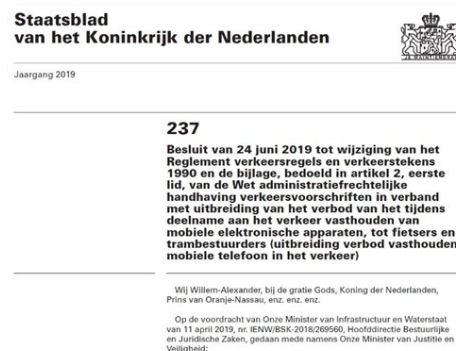 Staatsblad
van het Koninkrijk der Nederlanden
Jaargang 2019
237
Besluit van 24 juni 2019 tot wijziging van het
Reglement verkeersregels en verkeerstekens
1990 en de bijlage, bedoeld in artikel 2, eerste
lid, van de Wet administratiefrechtelijke
handhaving verkeersvoorschriften in verband
met uitbreiding van het verbod van het tijdens
deelname aan het verkeer vasthouden van
mobiele elektronische apparaten, tot fietsers en
trambestuurders (uitbreiding verbod vasthouden
mobiele telefoon in het verkeer)
Wij Willem-Alexander, bij de gratie Gods, Koning der Nederlanden,
Prins van Oranje-Nassau, enz. enz. enz.
Op de voordracht van Onze Minister van Infrastructuur en Waterstaat
van 11 april 2019, nr. IENW/BSK-2018/269560, Hoofddirectie Bestuurlijke
en Juridische Zaken, gedaan mede namens Onze Minister van Justitie en
Veiligheid;